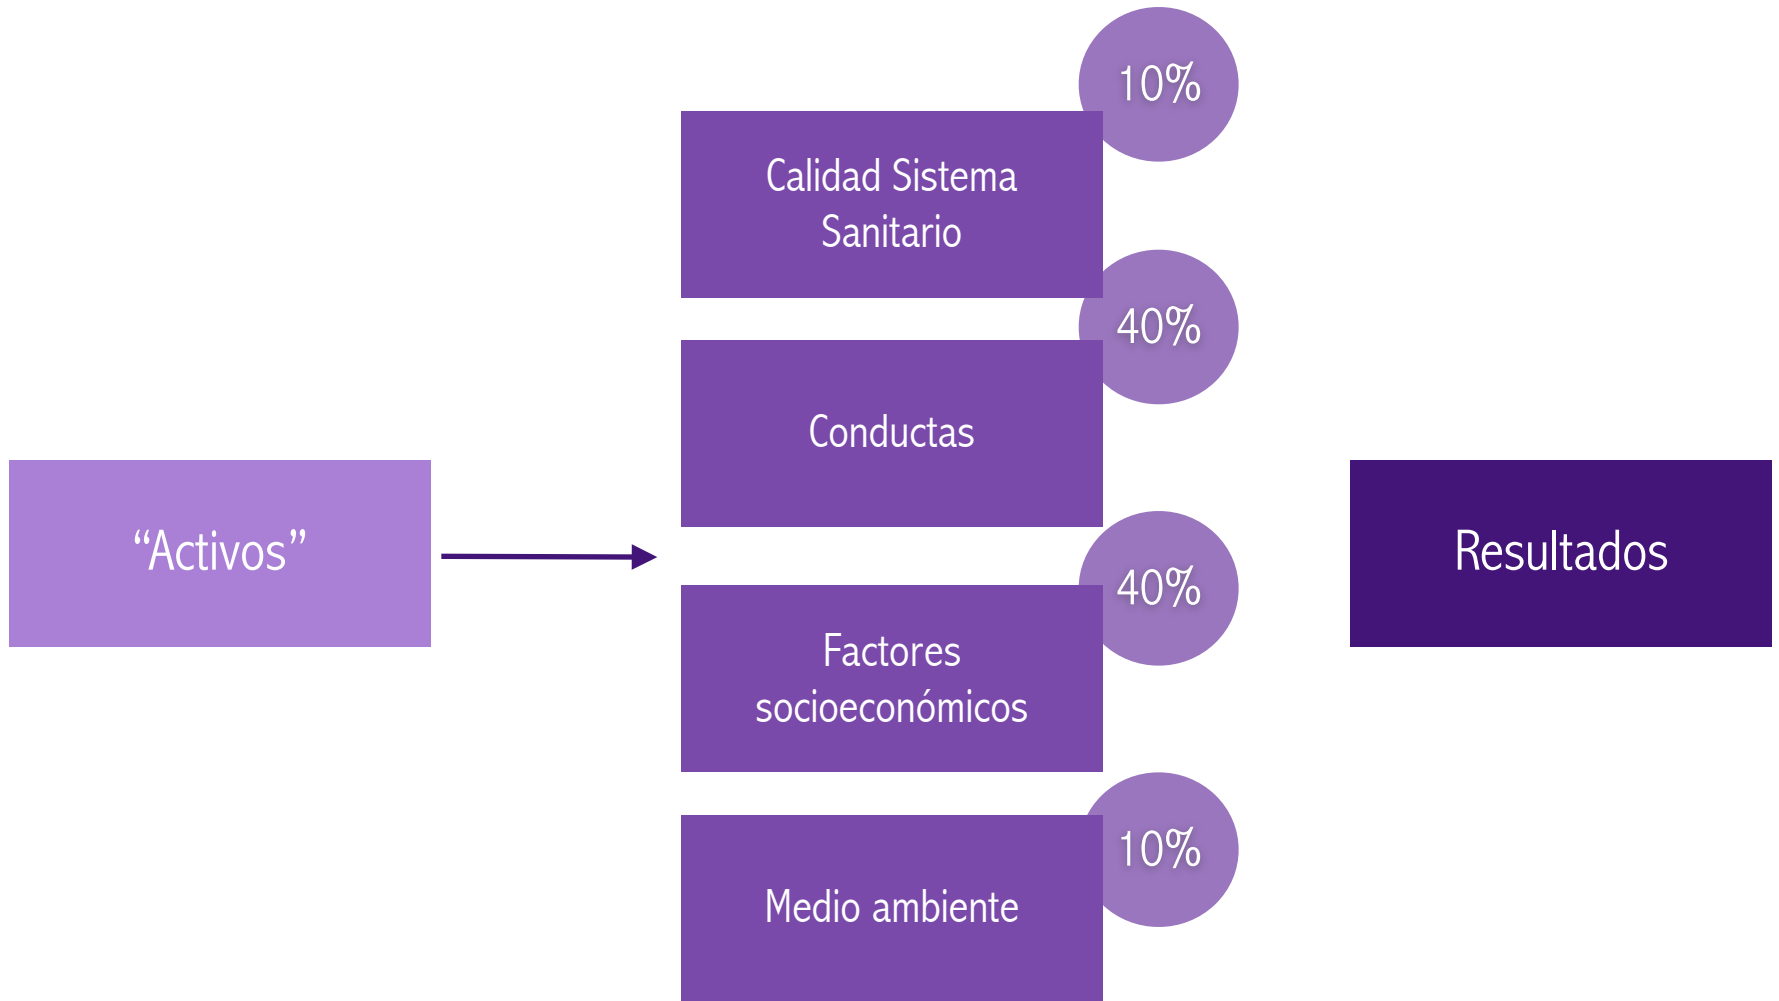 10%
Calidad Sistema
Sanitario
40%
Conductas
“Activos”
40%
Factores
socioeconómicos
10%
Medio ambiente
Resultados